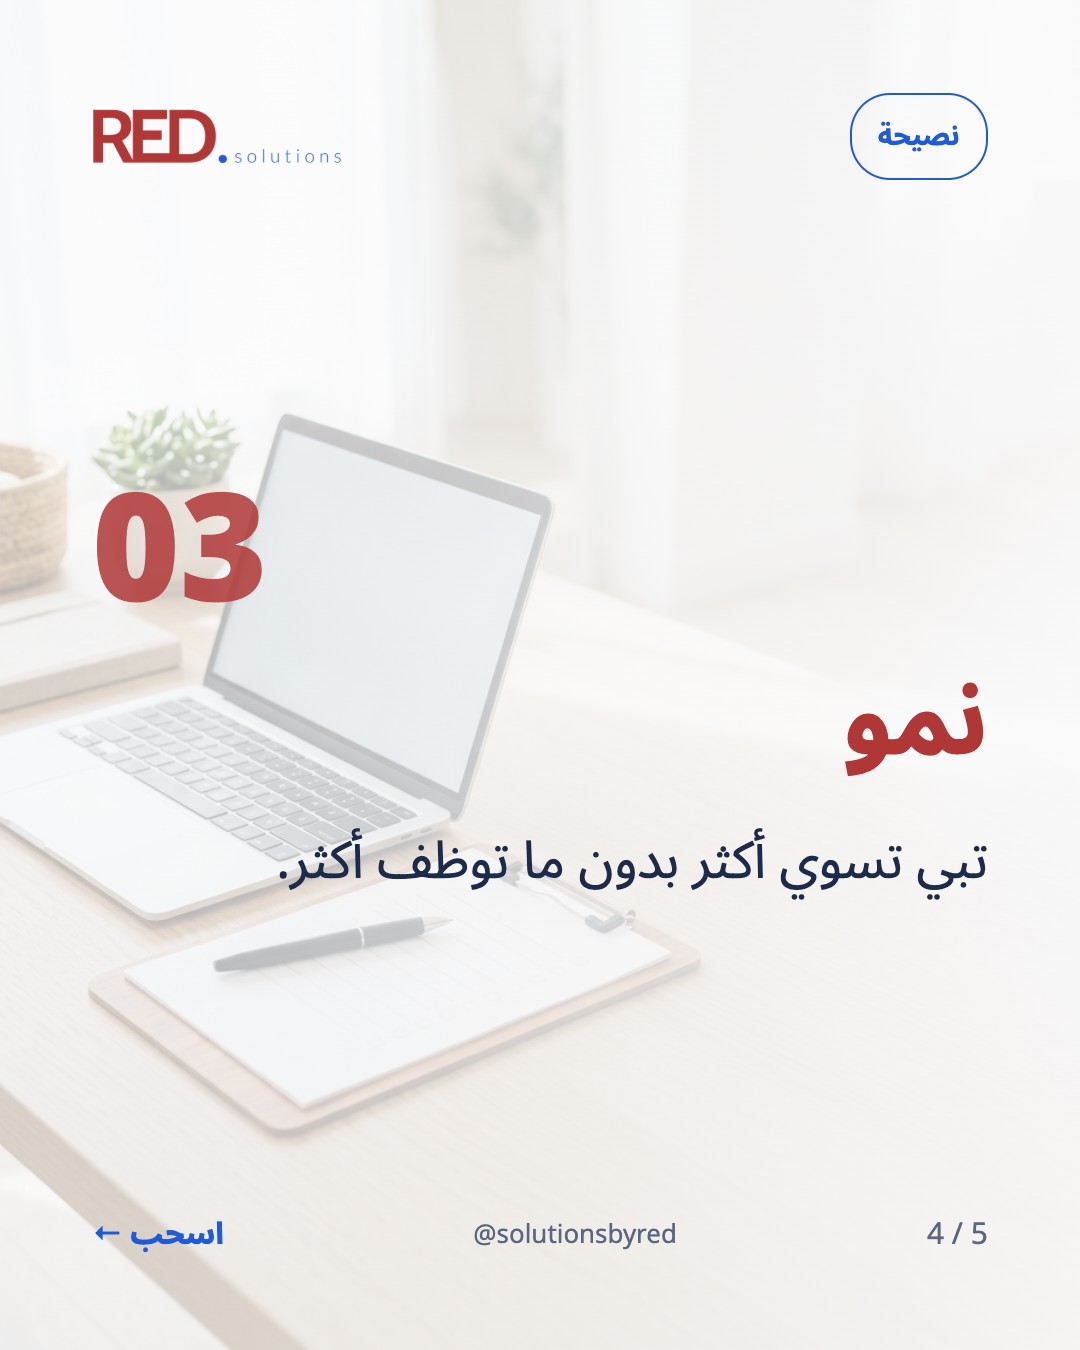 RED.solutions
نصيحة
03
نمو
تبي تسوي أكثر بدون ما توظف أكثر.
اسحب ←
@solutionsbyred
4 / 5